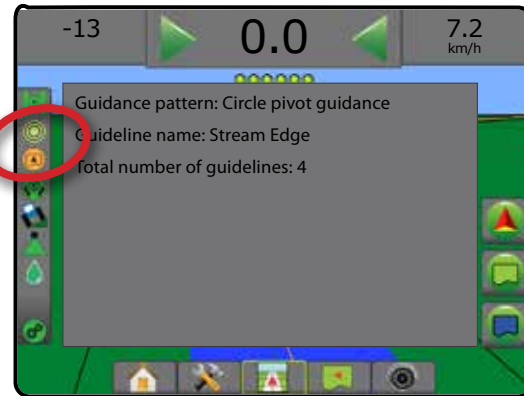 -13
0.0
7.2
km/h
Guidance pattern: Circle pivot guidance
Guideline name: Stream Edge
Total number of guidelines: 4